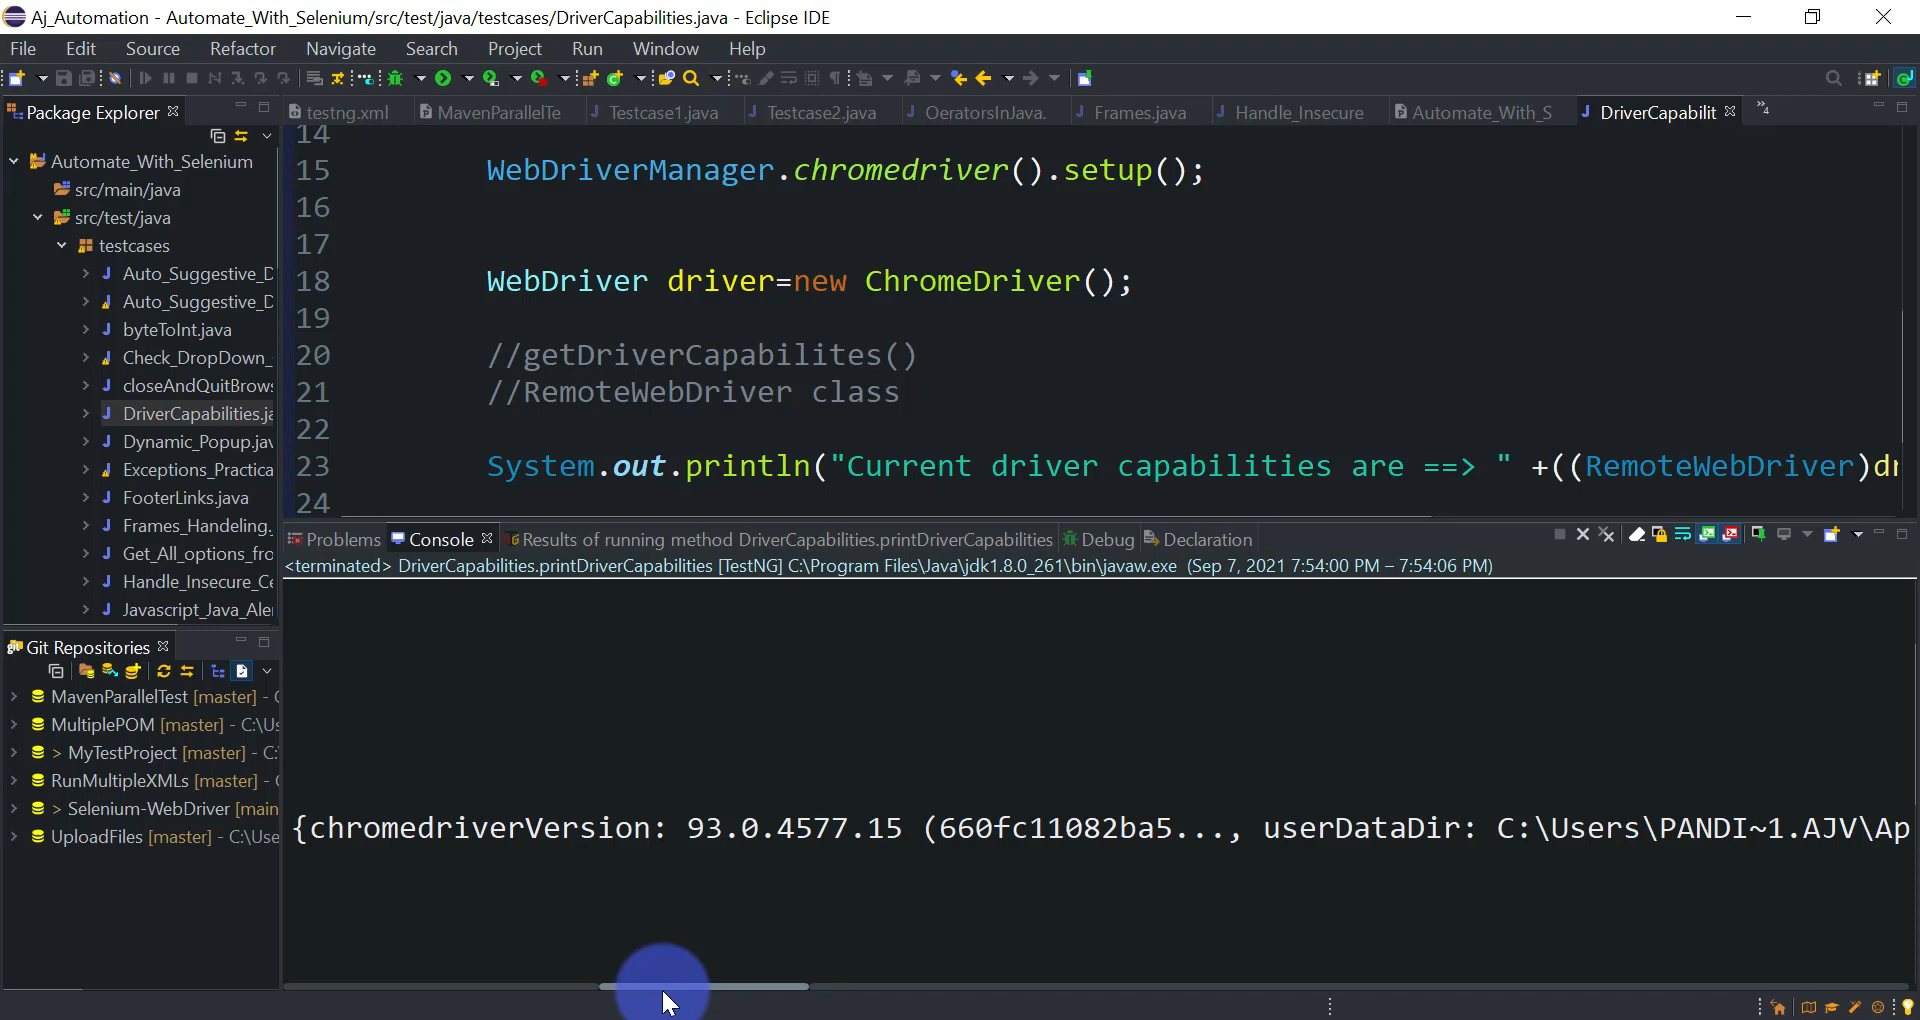 Aj_Automation - Automate_With_Selenium/src/test/java/testcases/DriverCapabilities.java - Eclipse IDE
File Edit Source Refactor Navigate Search Project Run Window Help
Package Explorer
testng.xml MavenParallelTe Testcase1.java Testcase2.java OeratorsInJava. Frames.java Handle_Insecure Automate_With_S DriverCapabilit »4
Automate_With_Selenium
src/main/java
src/test/java
testcases
Auto_Suggestive_D
Auto_Suggestive_D
byteToInt.java
Check_DropDown_
closeAndQuitBrows
DriverCapabilities.ja
Dynamic_Popup.jav
Exceptions_Practica
FooterLinks.java
Frames_Handeling.
Get_All_options_fro
Handle_Insecure_Ce
Javascript_Java_Aler
14
15 WebDriverManager.chromedriver().setup();
16
17
18 WebDriver driver=new ChromeDriver();
19
20 //getDriverCapabilites()
21 //RemoteWebDriver class
22
23 System.out.println("Current driver capabilities are ==> " +((RemoteWebDriver)dr
24
Problems Console Results of running method DriverCapabilities.printDriverCapabilities Debug Declaration
<terminated> DriverCapabilities.printDriverCapabilities [TestNG] C:\Program Files\Java\jdk1.8.0_261\bin\javaw.exe (Sep 7, 2021 7:54:00 PM – 7:54:06 PM)
{chromedriverVersion: 93.0.4577.15 (660fc11082ba5..., userDataDir: C:\Users\PANDI~1.AJV\Ap
Git Repositories
MavenParallelTest [master] - C
MultiplePOM [master] - C:\Us
> MyTestProject [master] - C:
RunMultipleXMLs [master] - C
> Selenium-WebDriver [main
UploadFiles [master] - C:\Use